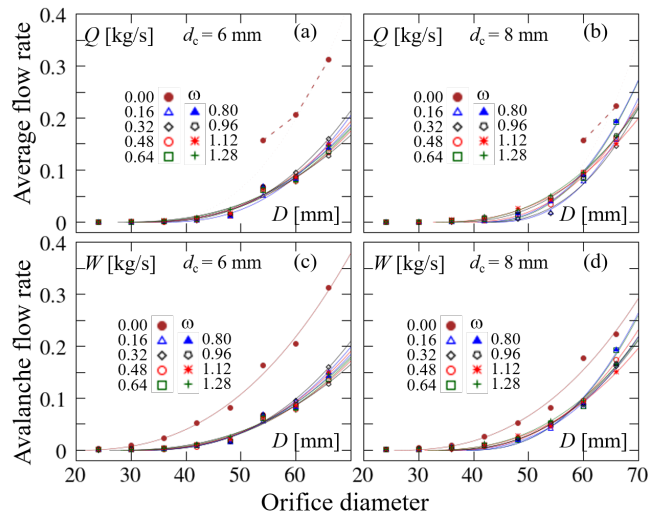 Average flow rate
0.4
0.3
0.2
0.1
0
Q [kg/s]
d_c = 6 mm
(a)
0.00 ω
0.16 0.80
0.32 0.96
0.48 1.12
0.64 1.28
D [mm]
Q [kg/s]
d_c = 8 mm
(b)
0.00 ω
0.16 0.80
0.32 0.96
0.48 1.12
0.64 1.28
D [mm]
Avalanche flow rate
0.4
0.3
0.2
0.1
0
W [kg/s]
d_c = 6 mm
(c)
0.00 ω
0.16 0.80
0.32 0.96
0.48 1.12
0.64 1.28
D [mm]
W [kg/s]
d_c = 8 mm
(d)
0.00 ω
0.16 0.80
0.32 0.96
0.48 1.12
0.64 1.28
D [mm]
20 30 40 50 60 20 30 40 50 60 70
Orifice diameter